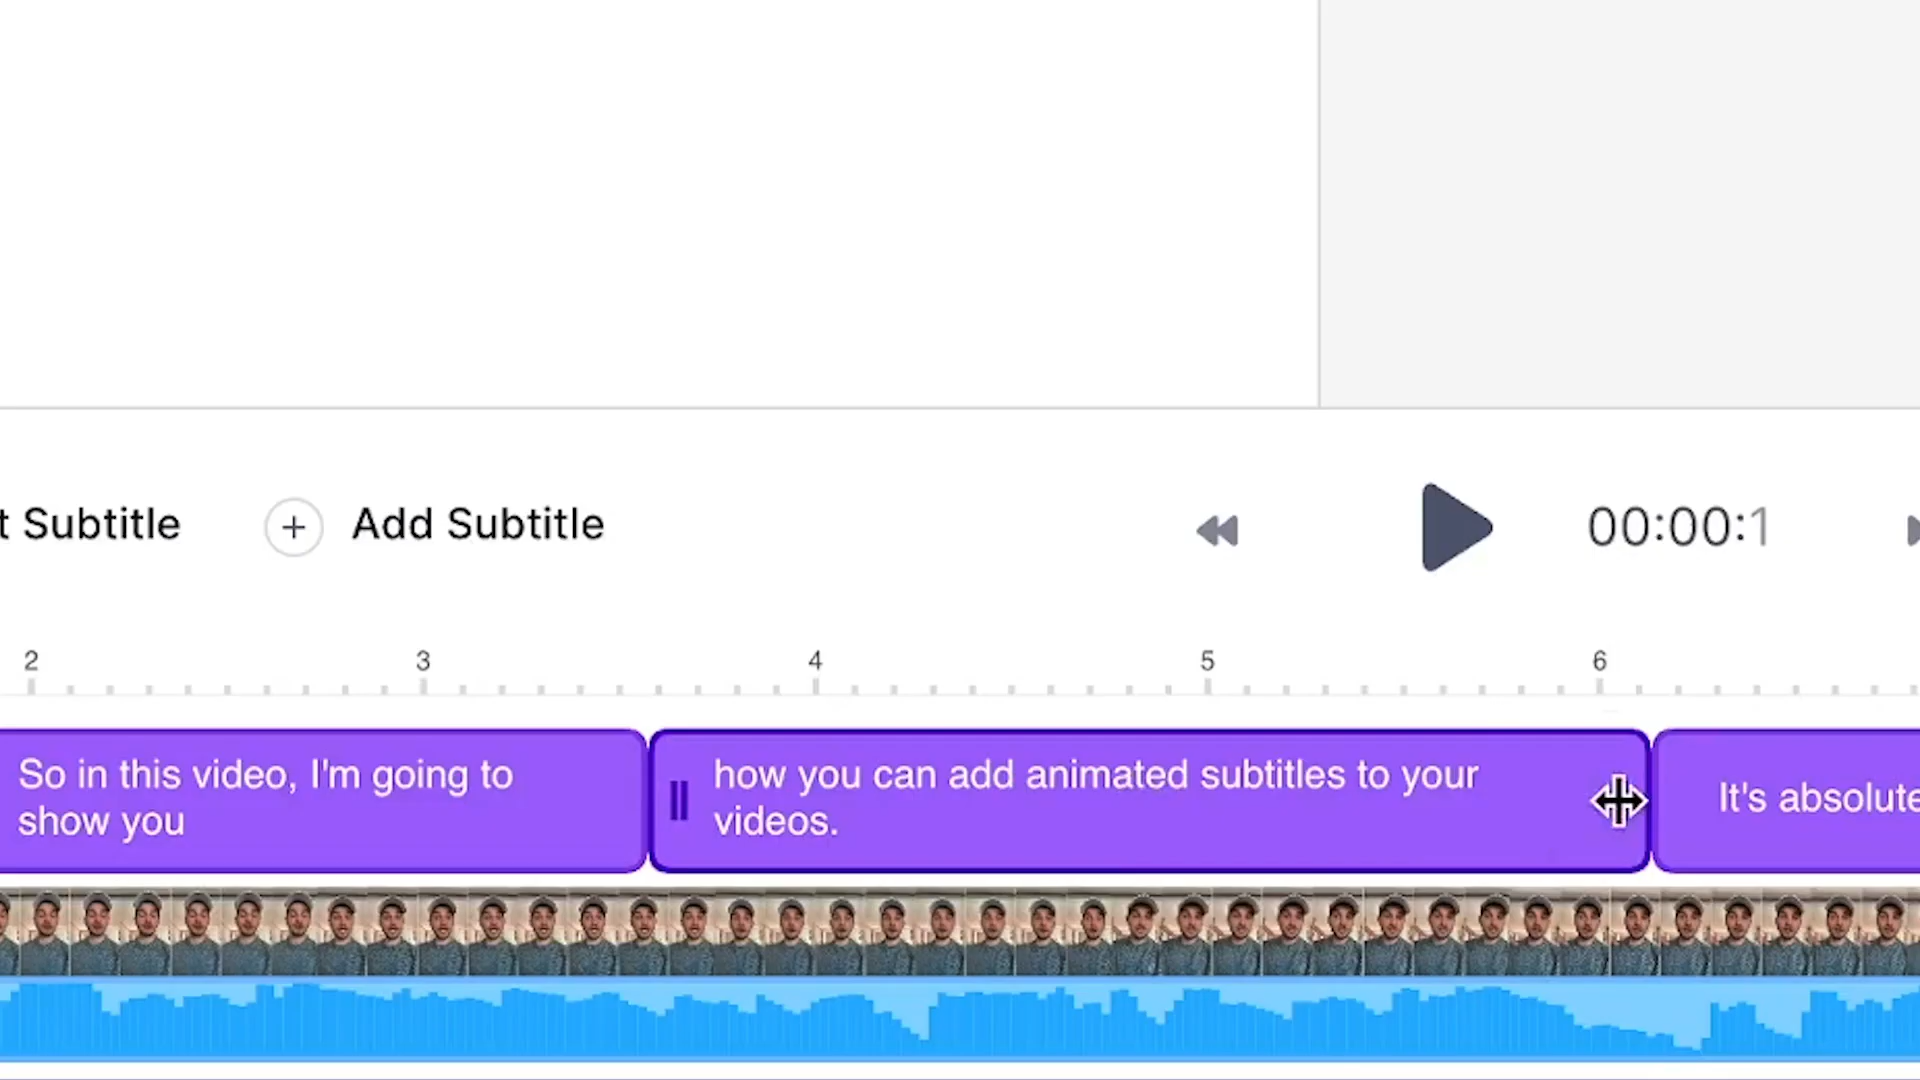 t Subtitle
+ Add Subtitle
00:00:1
2 3 4 5 6
So in this video, I'm going to
show you
how you can add animated subtitles to your
videos.
It's absolute